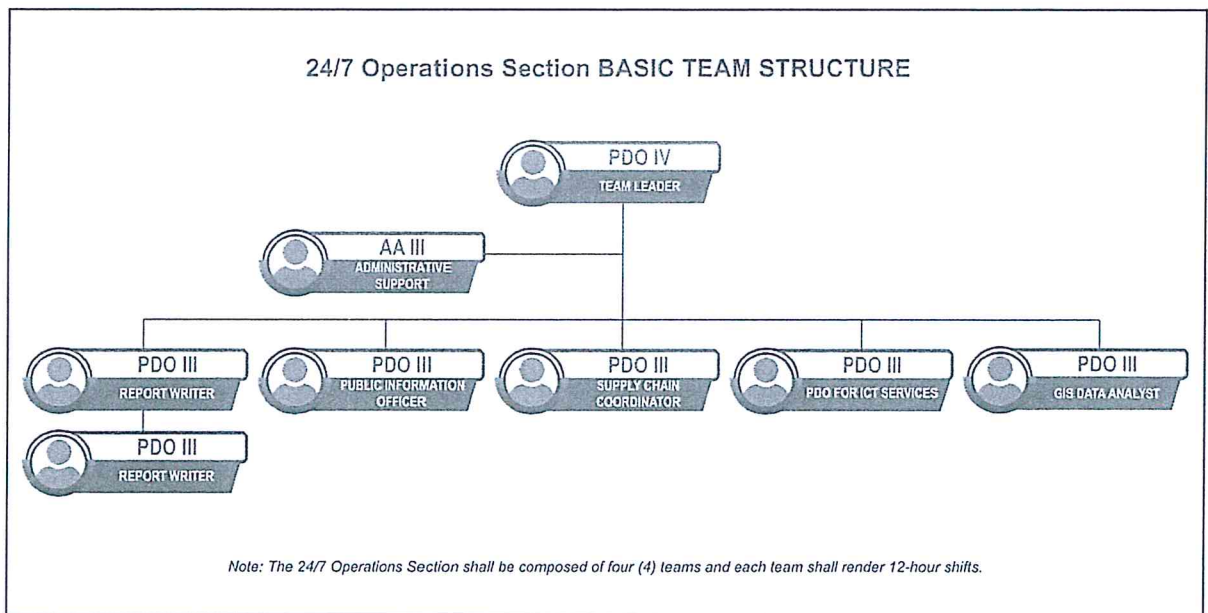 24/7 Operations Section BASIC TEAM STRUCTURE
PDO IV
TEAM LEADER
AA III
ADMINISTRATIVE
SUPPORT
PDO III
REPORT WRITER
PDO III
PUBLIC INFORMATION
OFFICER
PDO III
SUPPLY CHAIN
COORDINATOR
PDO III
PDO FOR ICT SERVICES
PDO III
GIS DATA ANALYST
PDO III
REPORT WRITER
Note: The 24/7 Operations Section shall be composed of four (4) teams and each team shall render 12-hour shifts.